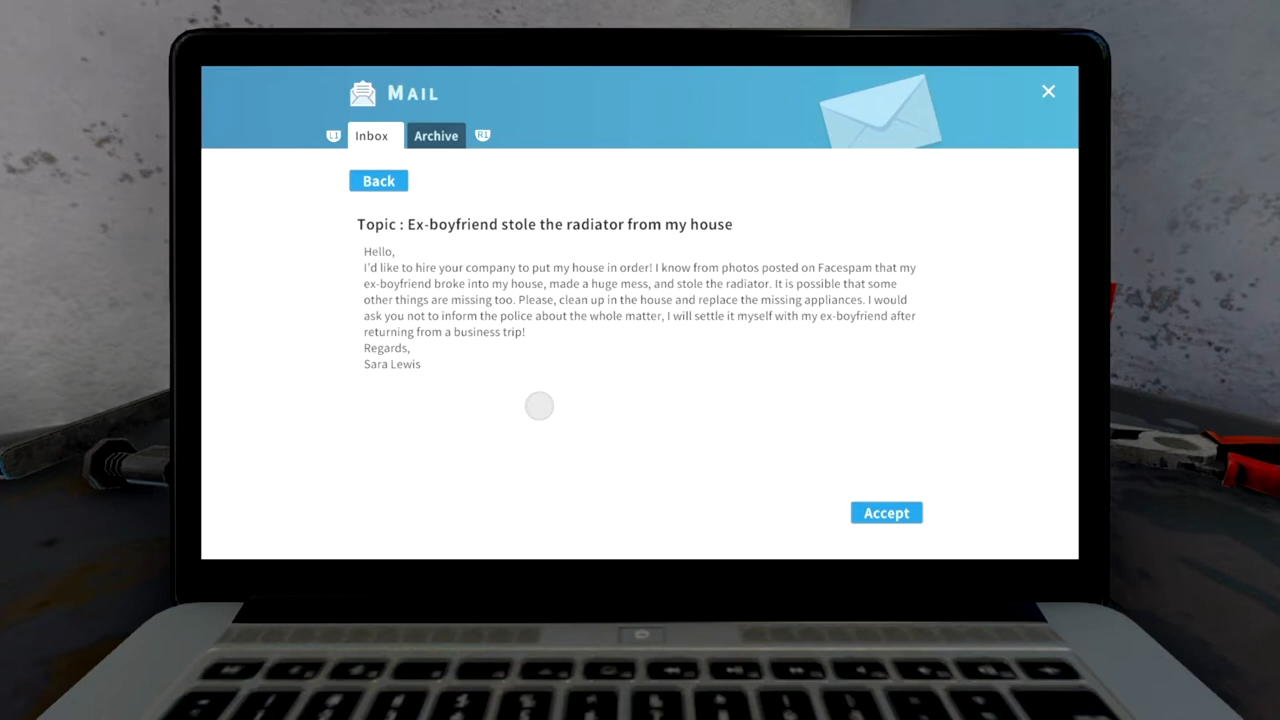 MAIL
L1 Inbox Archive R1
Back
Topic : Ex-boyfriend stole the radiator from my house
Hello,
I'd like to hire your company to put my house in order! I know from photos posted on Facespam that my
ex-boyfriend broke into my house, made a huge mess, and stole the radiator. It is possible that some
other things are missing too. Please, clean up in the house and replace the missing appliances. I would
ask you not to inform the police about the whole matter, I will settle it myself with my ex-boyfriend after
returning from a business trip!
Regards,
Sara Lewis
Accept